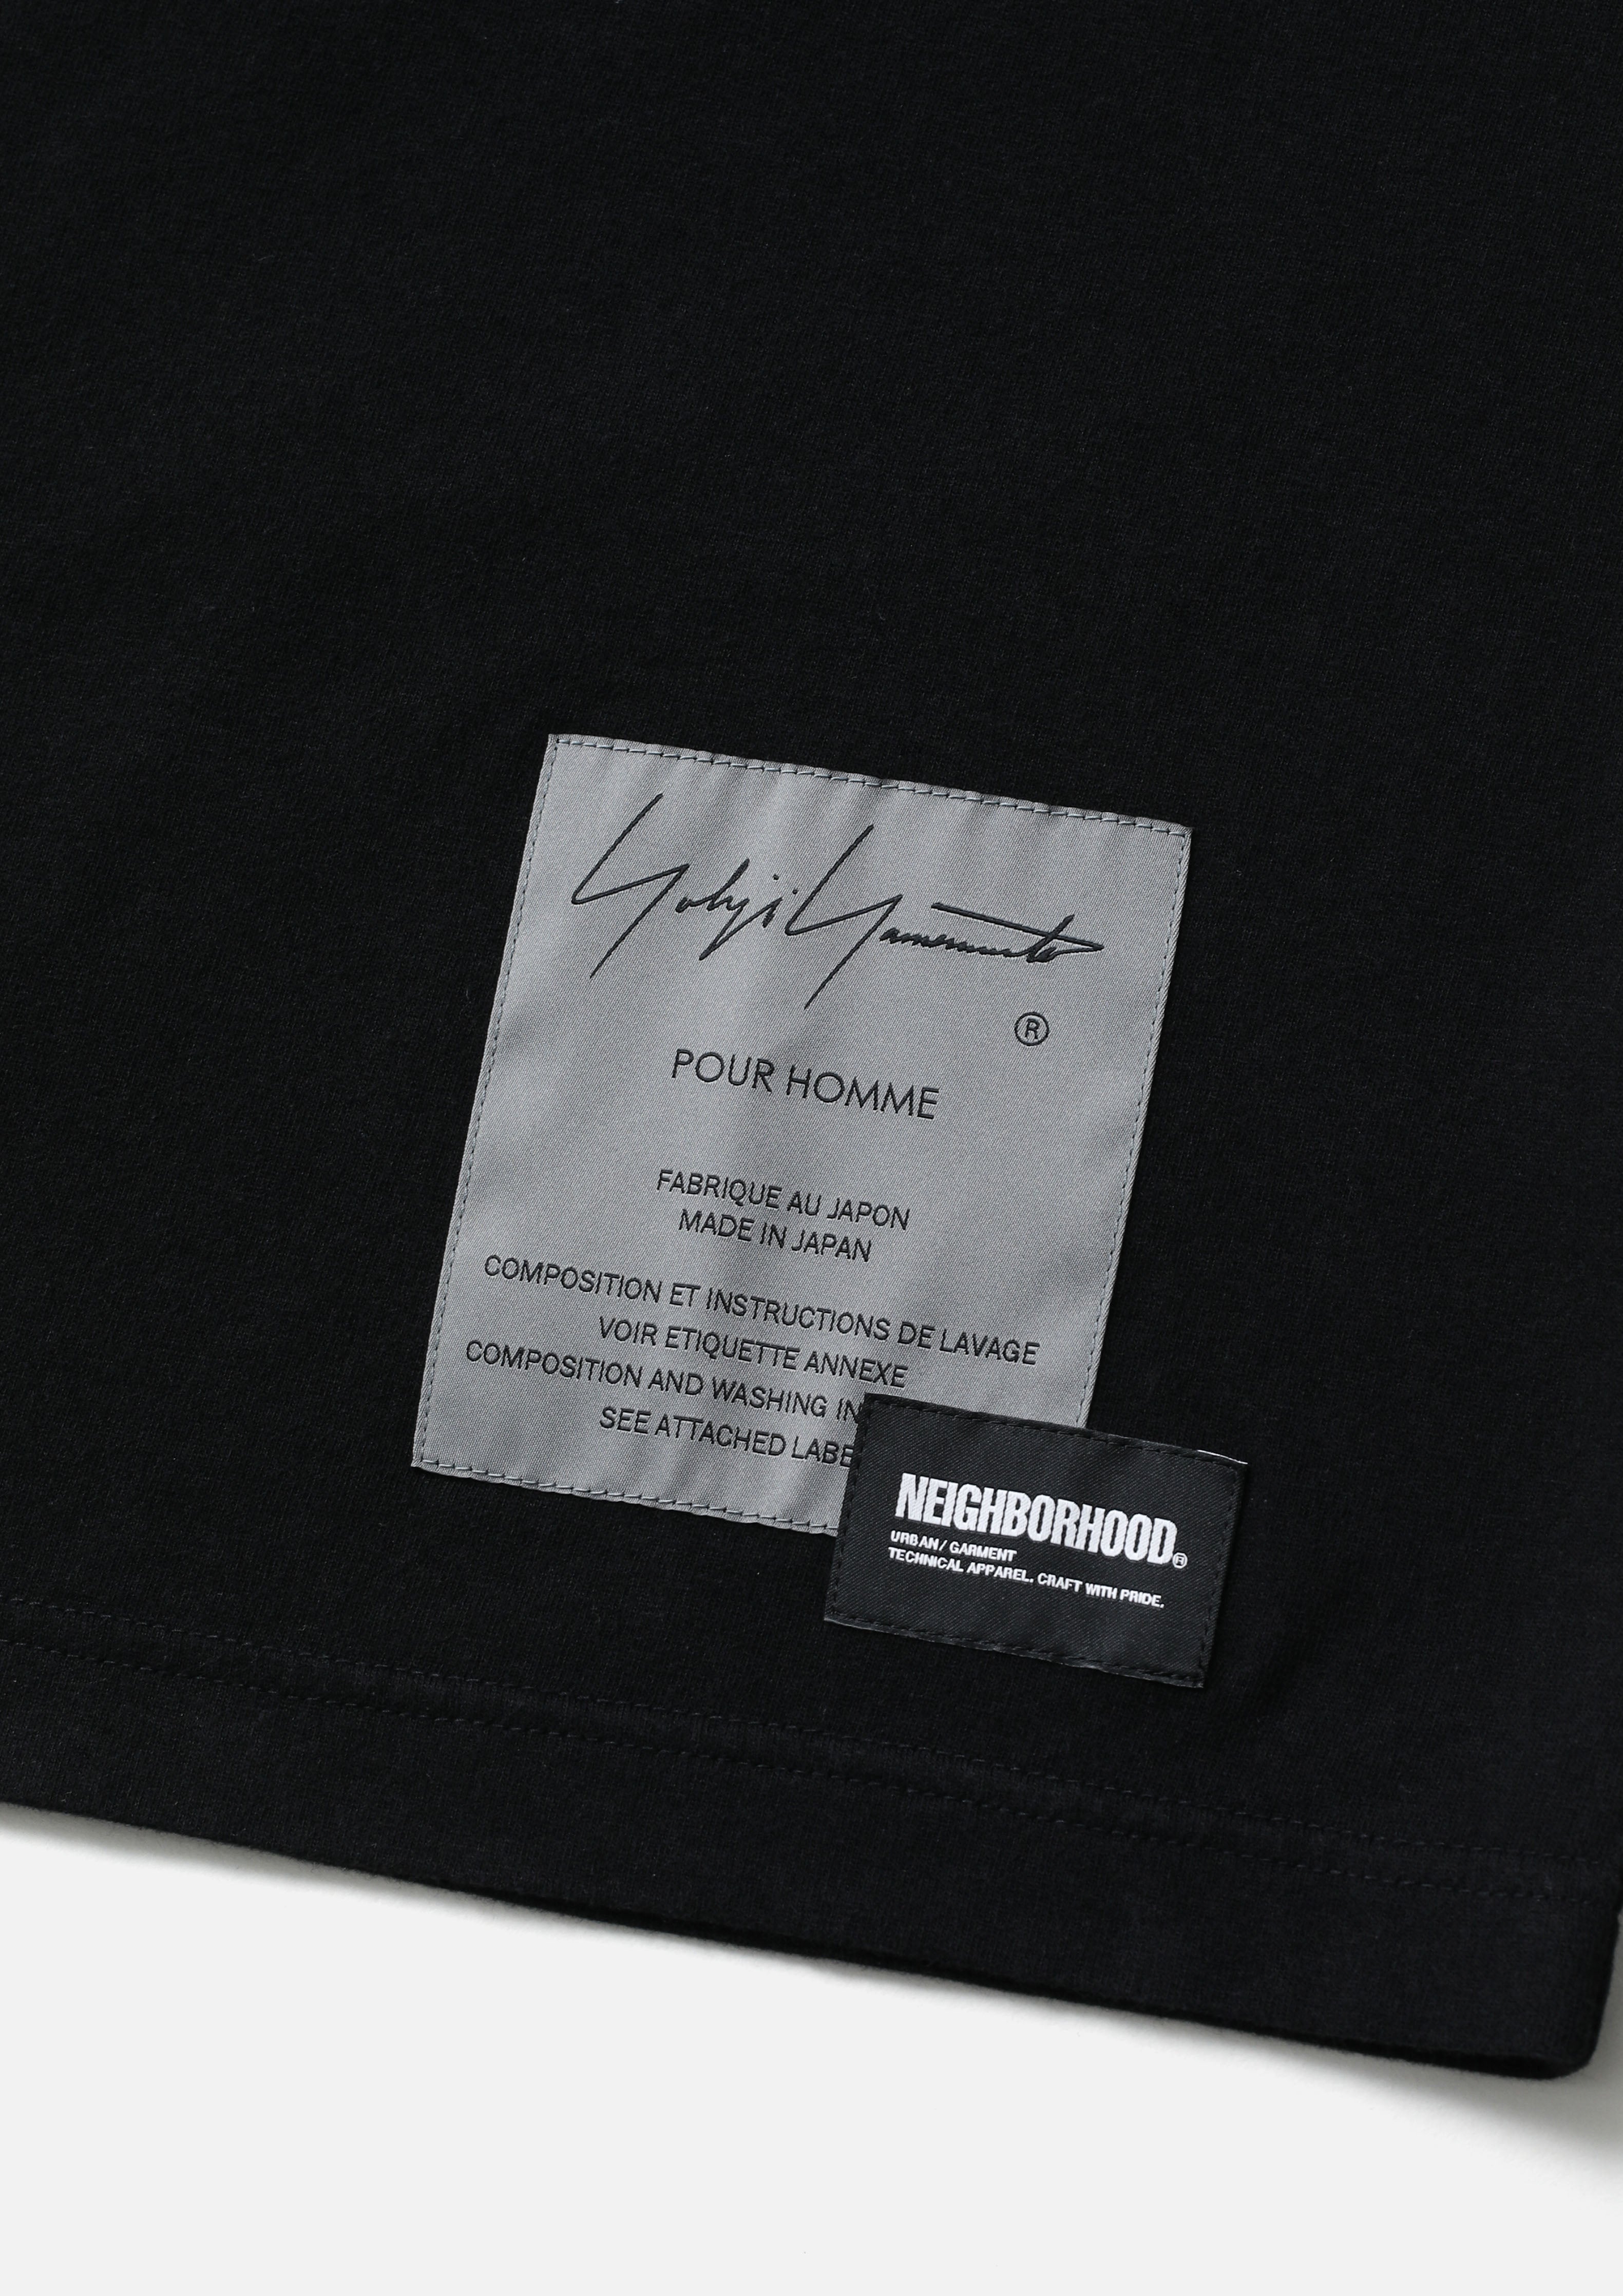 Yohji Yamamoto
®
POUR HOMME
FABRIQUE AU JAPON
MADE IN JAPAN
COMPOSITION ET INSTRUCTIONS DE LAVAGE
VOIR ETIQUETTE ANNEXE
COMPOSITION AND WASHING IN
SEE ATTACHED LABE
NEIGHBORHOOD®
URBAN / GARMENT
TECHNICAL APPAREL. CRAFT WITH PRIDE.